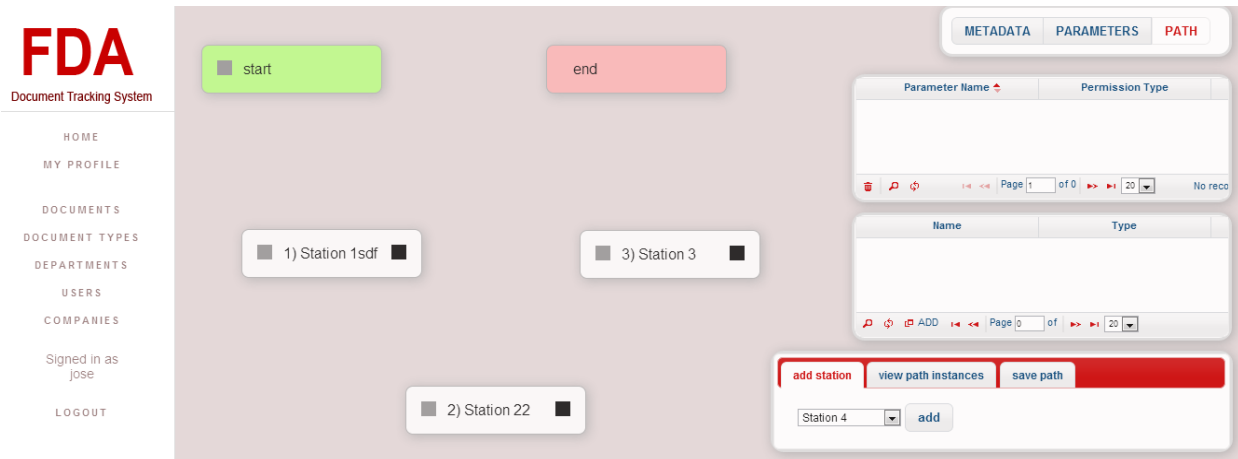 FDA
Document Tracking System
HOME
MY PROFILE
DOCUMENTS
DOCUMENT TYPES
DEPARTMENTS
USERS
COMPANIES
Signed in as
jose
LOGOUT
start
end
1) Station 1sdf
3) Station 3
2) Station 22
METADATA PARAMETERS PATH
Parameter Name Permission Type
Page 1 of 0 20 No reco
Name Type
ADD Page 0 of 20
add station view path instances save path
Station 4 add